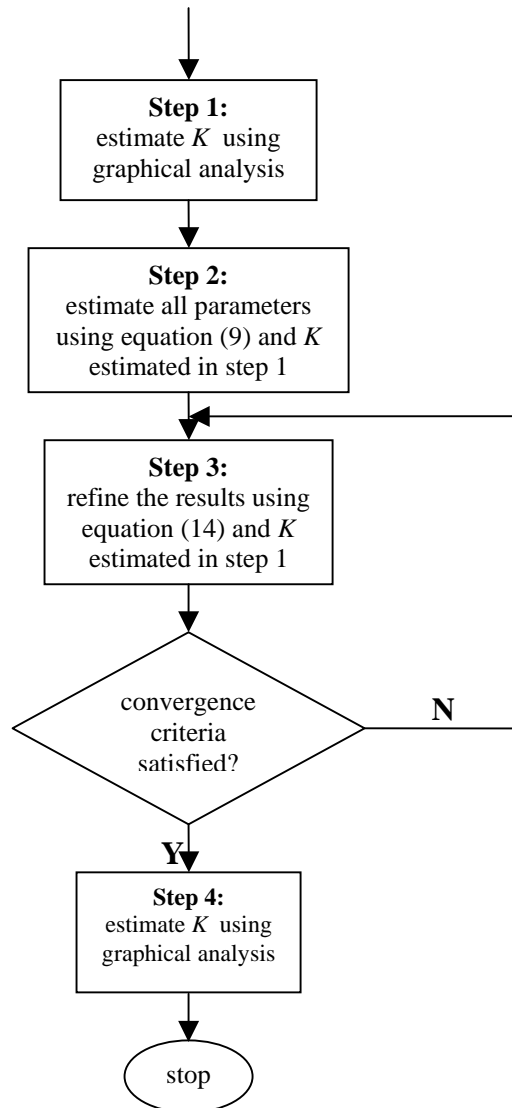 Step 1:
estimate K using
graphical analysis
Step 2:
estimate all parameters
using equation (9) and K
estimated in step 1
Step 3:
refine the results using
equation (14) and K
estimated in step 1
convergence
criteria
satisfied?
N
Y
Step 4:
estimate K using
graphical analysis
stop